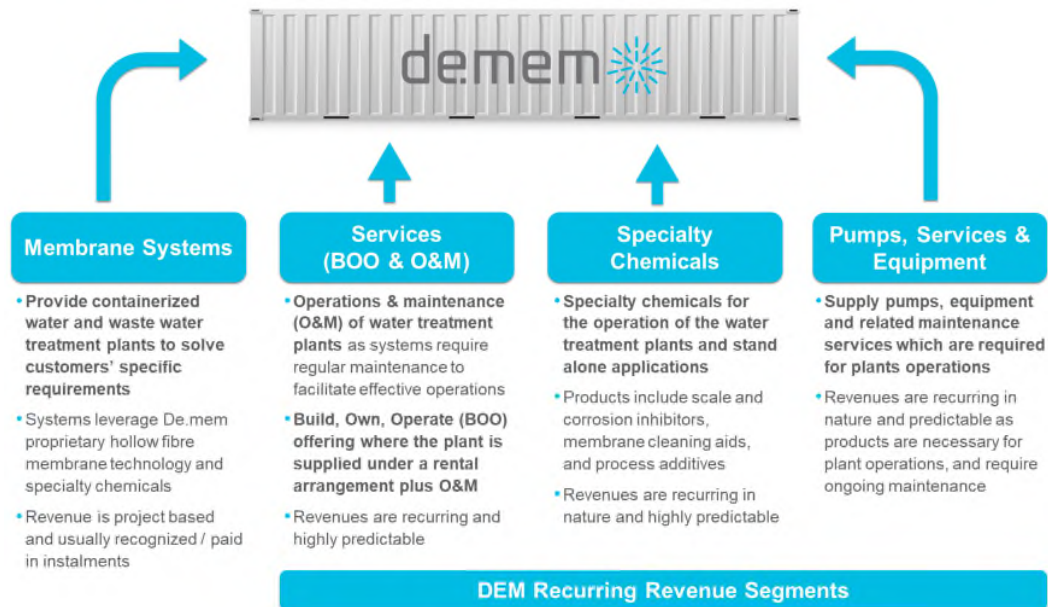 de.mem
Membrane Systems
• Provide containerized
water and waste water
treatment plants to solve
customers' specific
requirements
• Systems leverage De.mem
proprietary hollow fibre
membrane technology and
specialty chemicals
• Revenue is project based
and usually recognized / paid
in instalments
Services
(BOO & O&M)
• Operations & maintenance
(O&M) of water treatment
plants as systems require
regular maintenance to
facilitate effective operations
• Build, Own, Operate (BOO)
offering where the plant is
supplied under a rental
arrangement plus O&M
• Revenues are recurring and
highly predictable
Specialty
Chemicals
• Specialty chemicals for
the operation of the water
treatment plants and stand
alone applications
• Products include scale and
corrosion inhibitors,
membrane cleaning aids,
and process additives
• Revenues are recurring in
nature and highly predictable
Pumps, Services &
Equipment
• Supply pumps, equipment
and related maintenance
services which are required
for plants operations
• Revenues are recurring in
nature and predictable as
products are necessary for
plant operations, and require
ongoing maintenance
DEM Recurring Revenue Segments